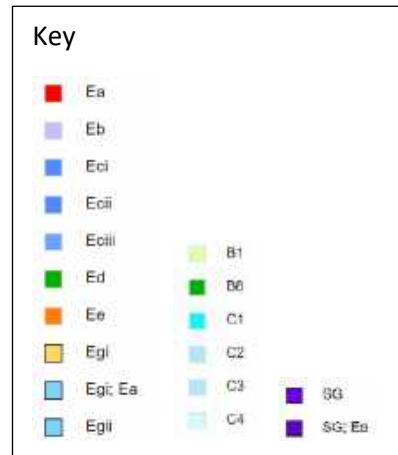 Key
Ea
Eb
Eci
Ecii
Eciii
Ed
Ee
Egi
Egi; Ea
Egii
B1
B6
C1
C2
C3
C4
SG
SG; Ea